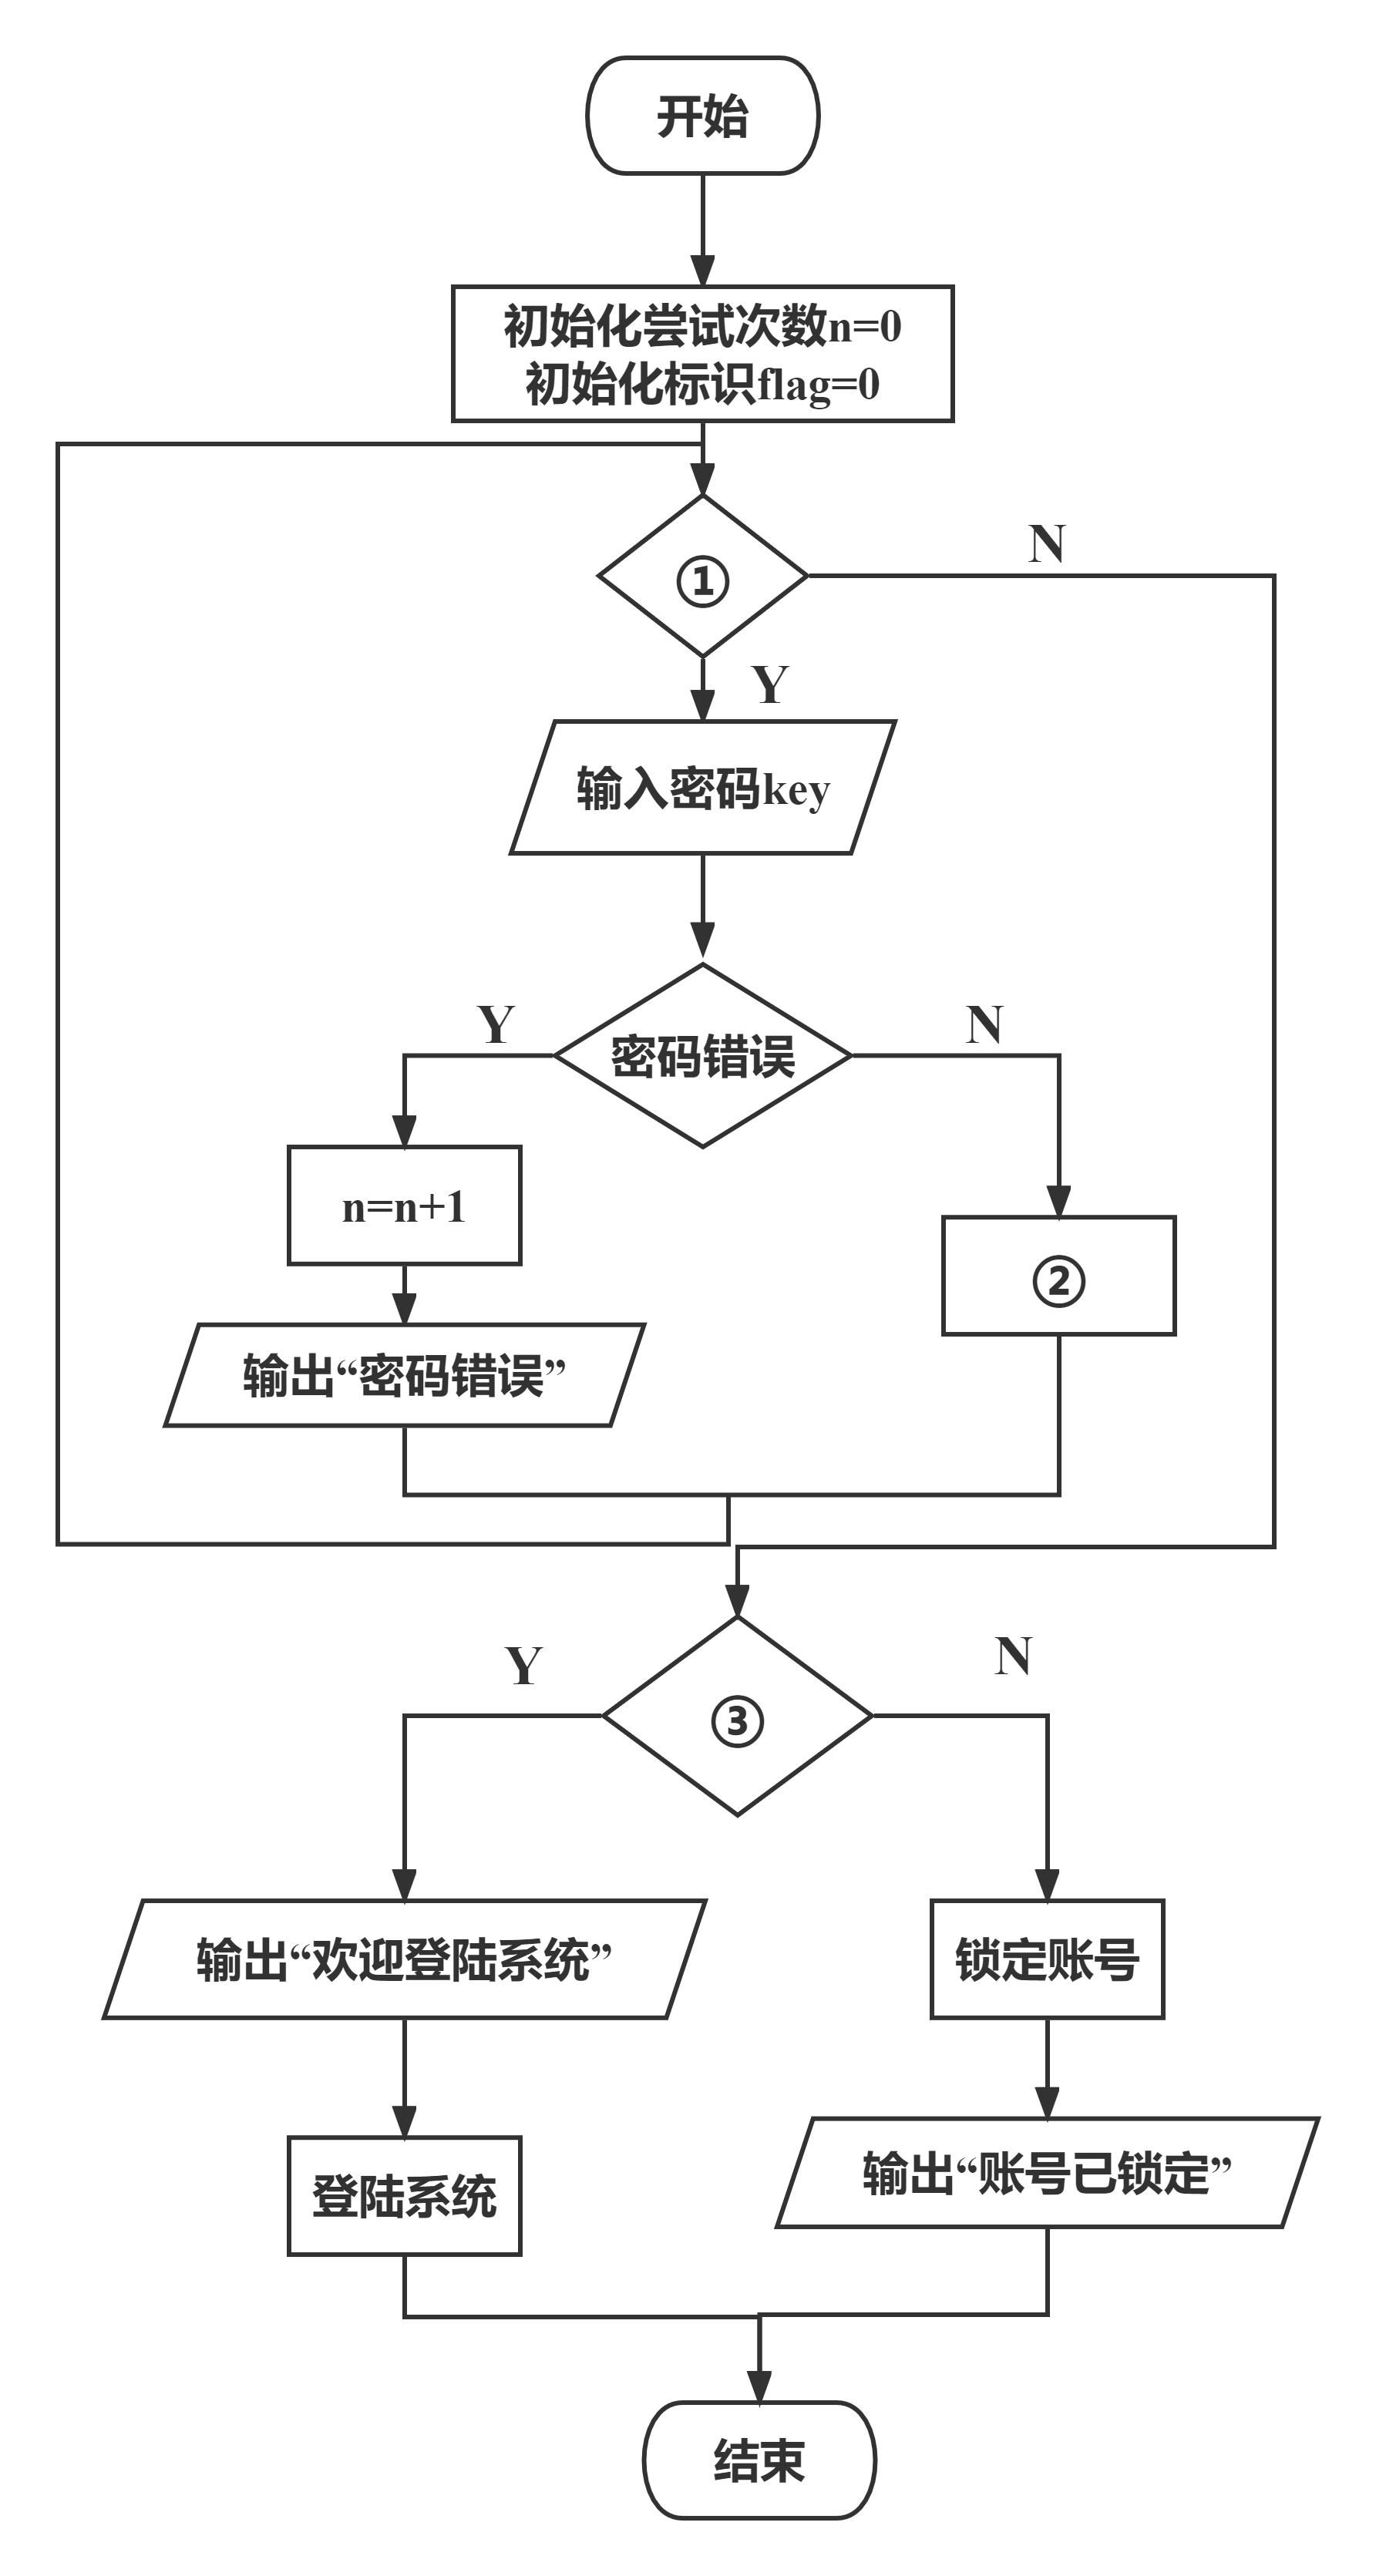 开始
初始化尝试次数n=0
初始化标识flag=0
①
N
Y
输入密码key
Y
密码错误
N
n=n+1
②
输出“密码错误”
Y
③
N
输出“欢迎登陆系统”
锁定账号
登陆系统
输出“账号已锁定”
结束